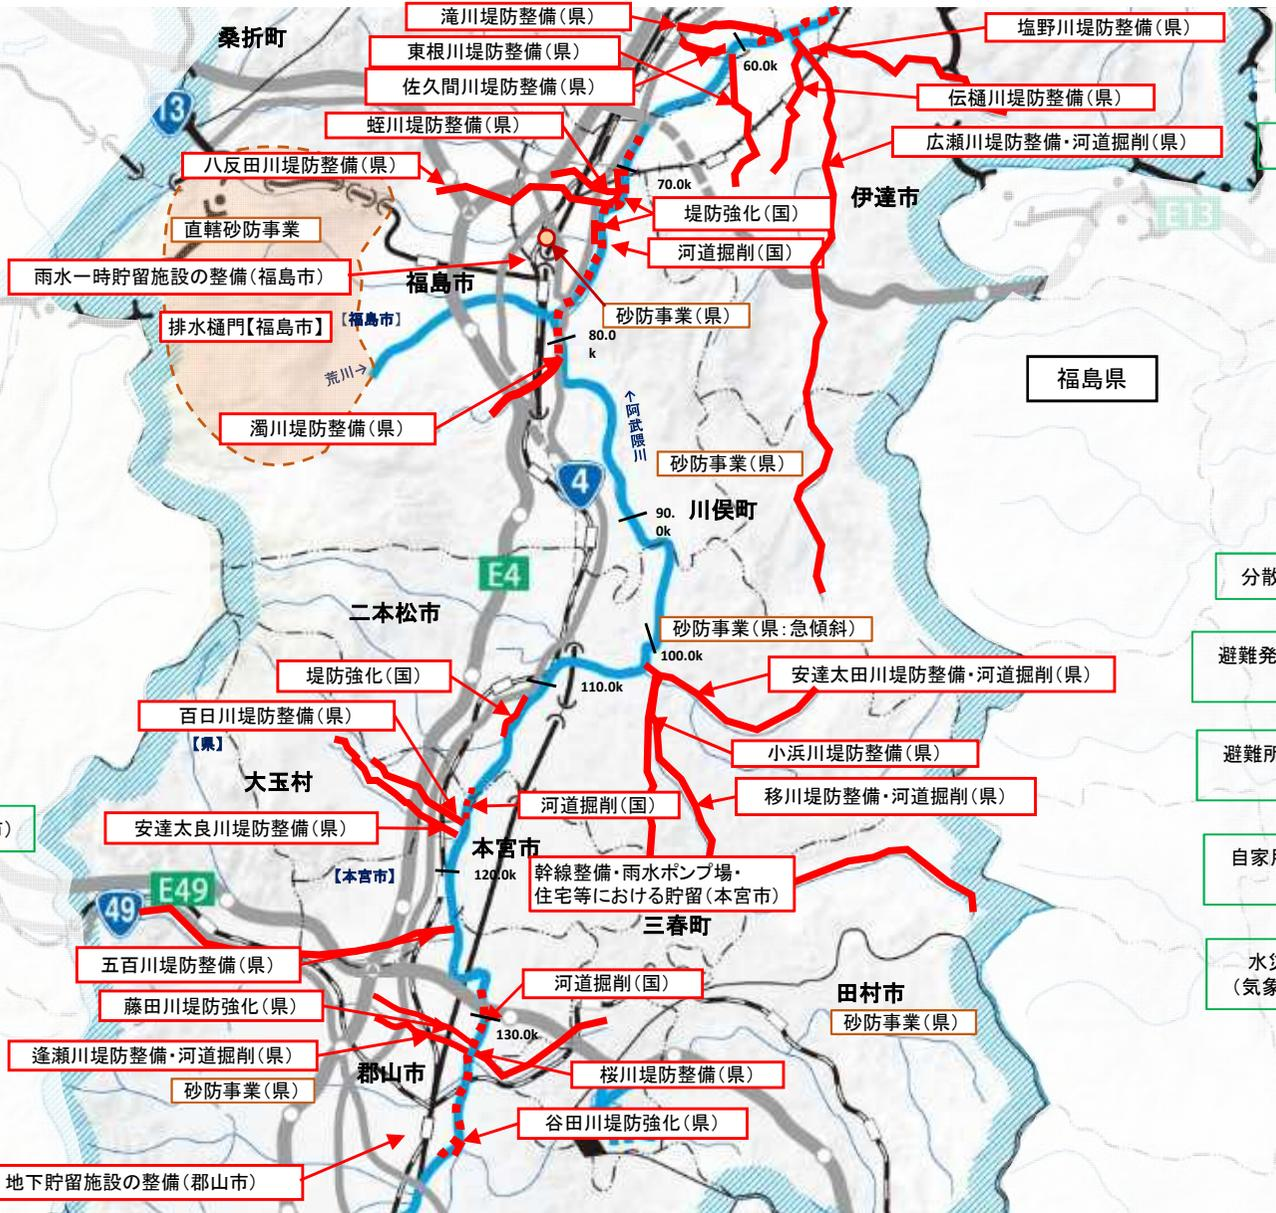 滝川堤防整備（県）
桑折町
塩野川堤防整備（県）
東根川堤防整備（県）
60.0k
佐久間川堤防整備（県）
伝樋川堤防整備（県）
13
蛭川堤防整備（県）
広瀬川堤防整備・河道掘削（県）
八反田川堤防整備（県）
70.0k
伊達市
堤防強化（国）
E13
直轄砂防事業
河道掘削（国）
雨水一時貯留施設の整備（福島市）
福島市
砂防事業（県）
排水樋門【福島市】
【福島市】
80.0
k
荒川→
福島県
←阿武隈川
濁川堤防整備（県）
砂防事業（県）
4
90.
0k
川俣町
E4
分散
二本松市
砂防事業（県：急傾斜）
100.0k
避難発
堤防強化（国）
110.0k
安達太田川堤防整備・河道掘削（県）
百日川堤防整備（県）
【県】
小浜川堤防整備（県）
避難所
大玉村
河道掘削（国）
移川堤防整備・河道掘削（県）
市）
安達太良川堤防整備（県）
本宮市
自家用
【本宮市】
120.0k
幹線整備・雨水ポンプ場・
住宅等における貯留（本宮市）
E49
49
三春町
五百川堤防整備（県）
水災
（気象
河道掘削（国）
田村市
藤田川堤防強化（県）
砂防事業（県）
130.0k
逢瀬川堤防整備・河道掘削（県）
郡山市
桜川堤防整備（県）
砂防事業（県）
谷田川堤防強化（県）
地下貯留施設の整備（郡山市）